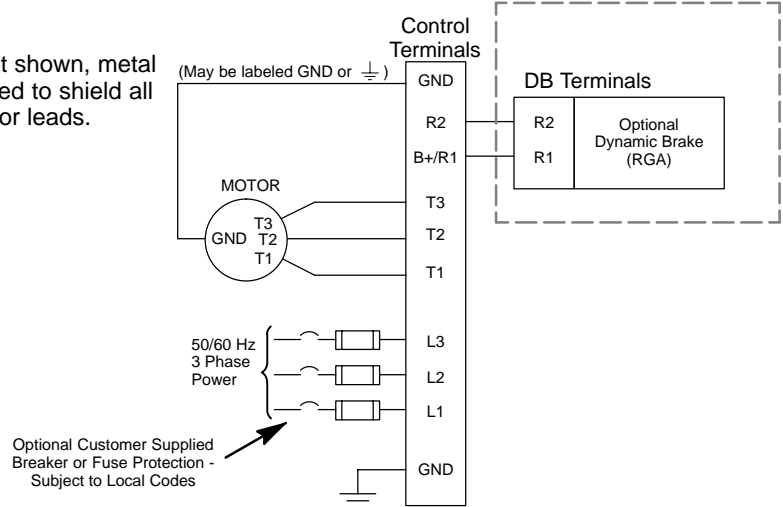 t shown, metal
ed to shield all
or leads.
(May be labeled GND or ⏚)
Control
Terminals
GND
R2
B+/R1
T3
T2
T1
L3
L2
L1
GND
DB Terminals
R2
R1
Optional
Dynamic Brake
(RGA)
MOTOR
GND
T3
T2
T1
50/60 Hz
3 Phase
Power
Optional Customer Supplied
Breaker or Fuse Protection -
Subject to Local Codes